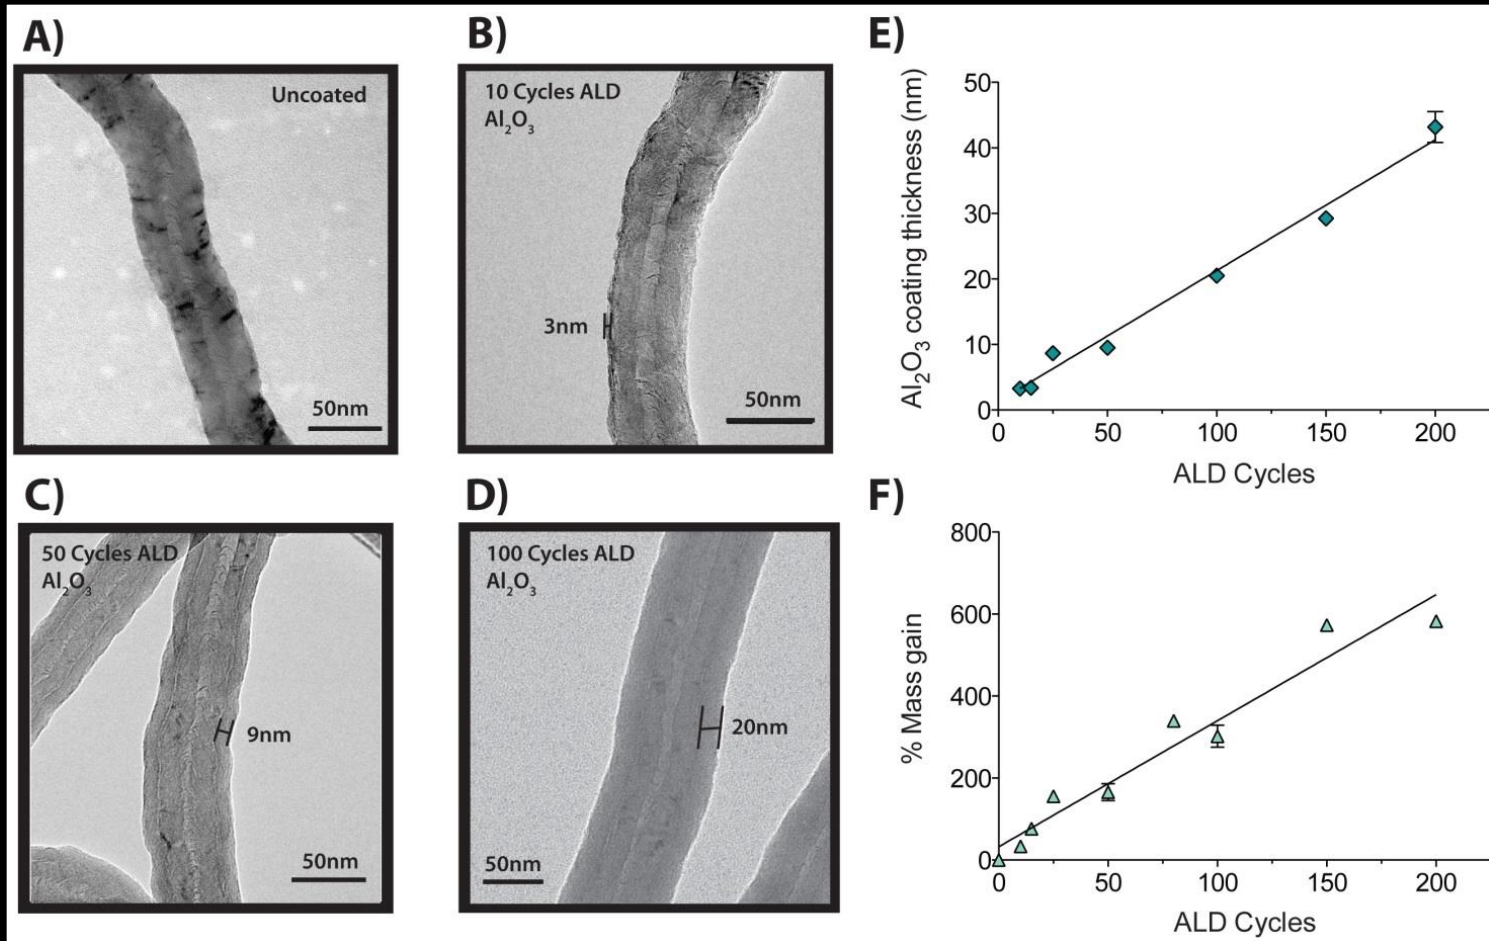 A)
Uncoated
50nm
B)
10 Cycles ALD
Al₂O₃
3nm
50nm
C)
50 Cycles ALD
Al₂O₃
9nm
50nm
D)
100 Cycles ALD
Al₂O₃
20nm
50nm
E)
Al₂O₃ coating thickness (nm)
50
40
30
20
10
0
0 50 100 150 200
ALD Cycles
F)
% Mass gain
800
600
400
200
0
0 50 100 150 200
ALD Cycles